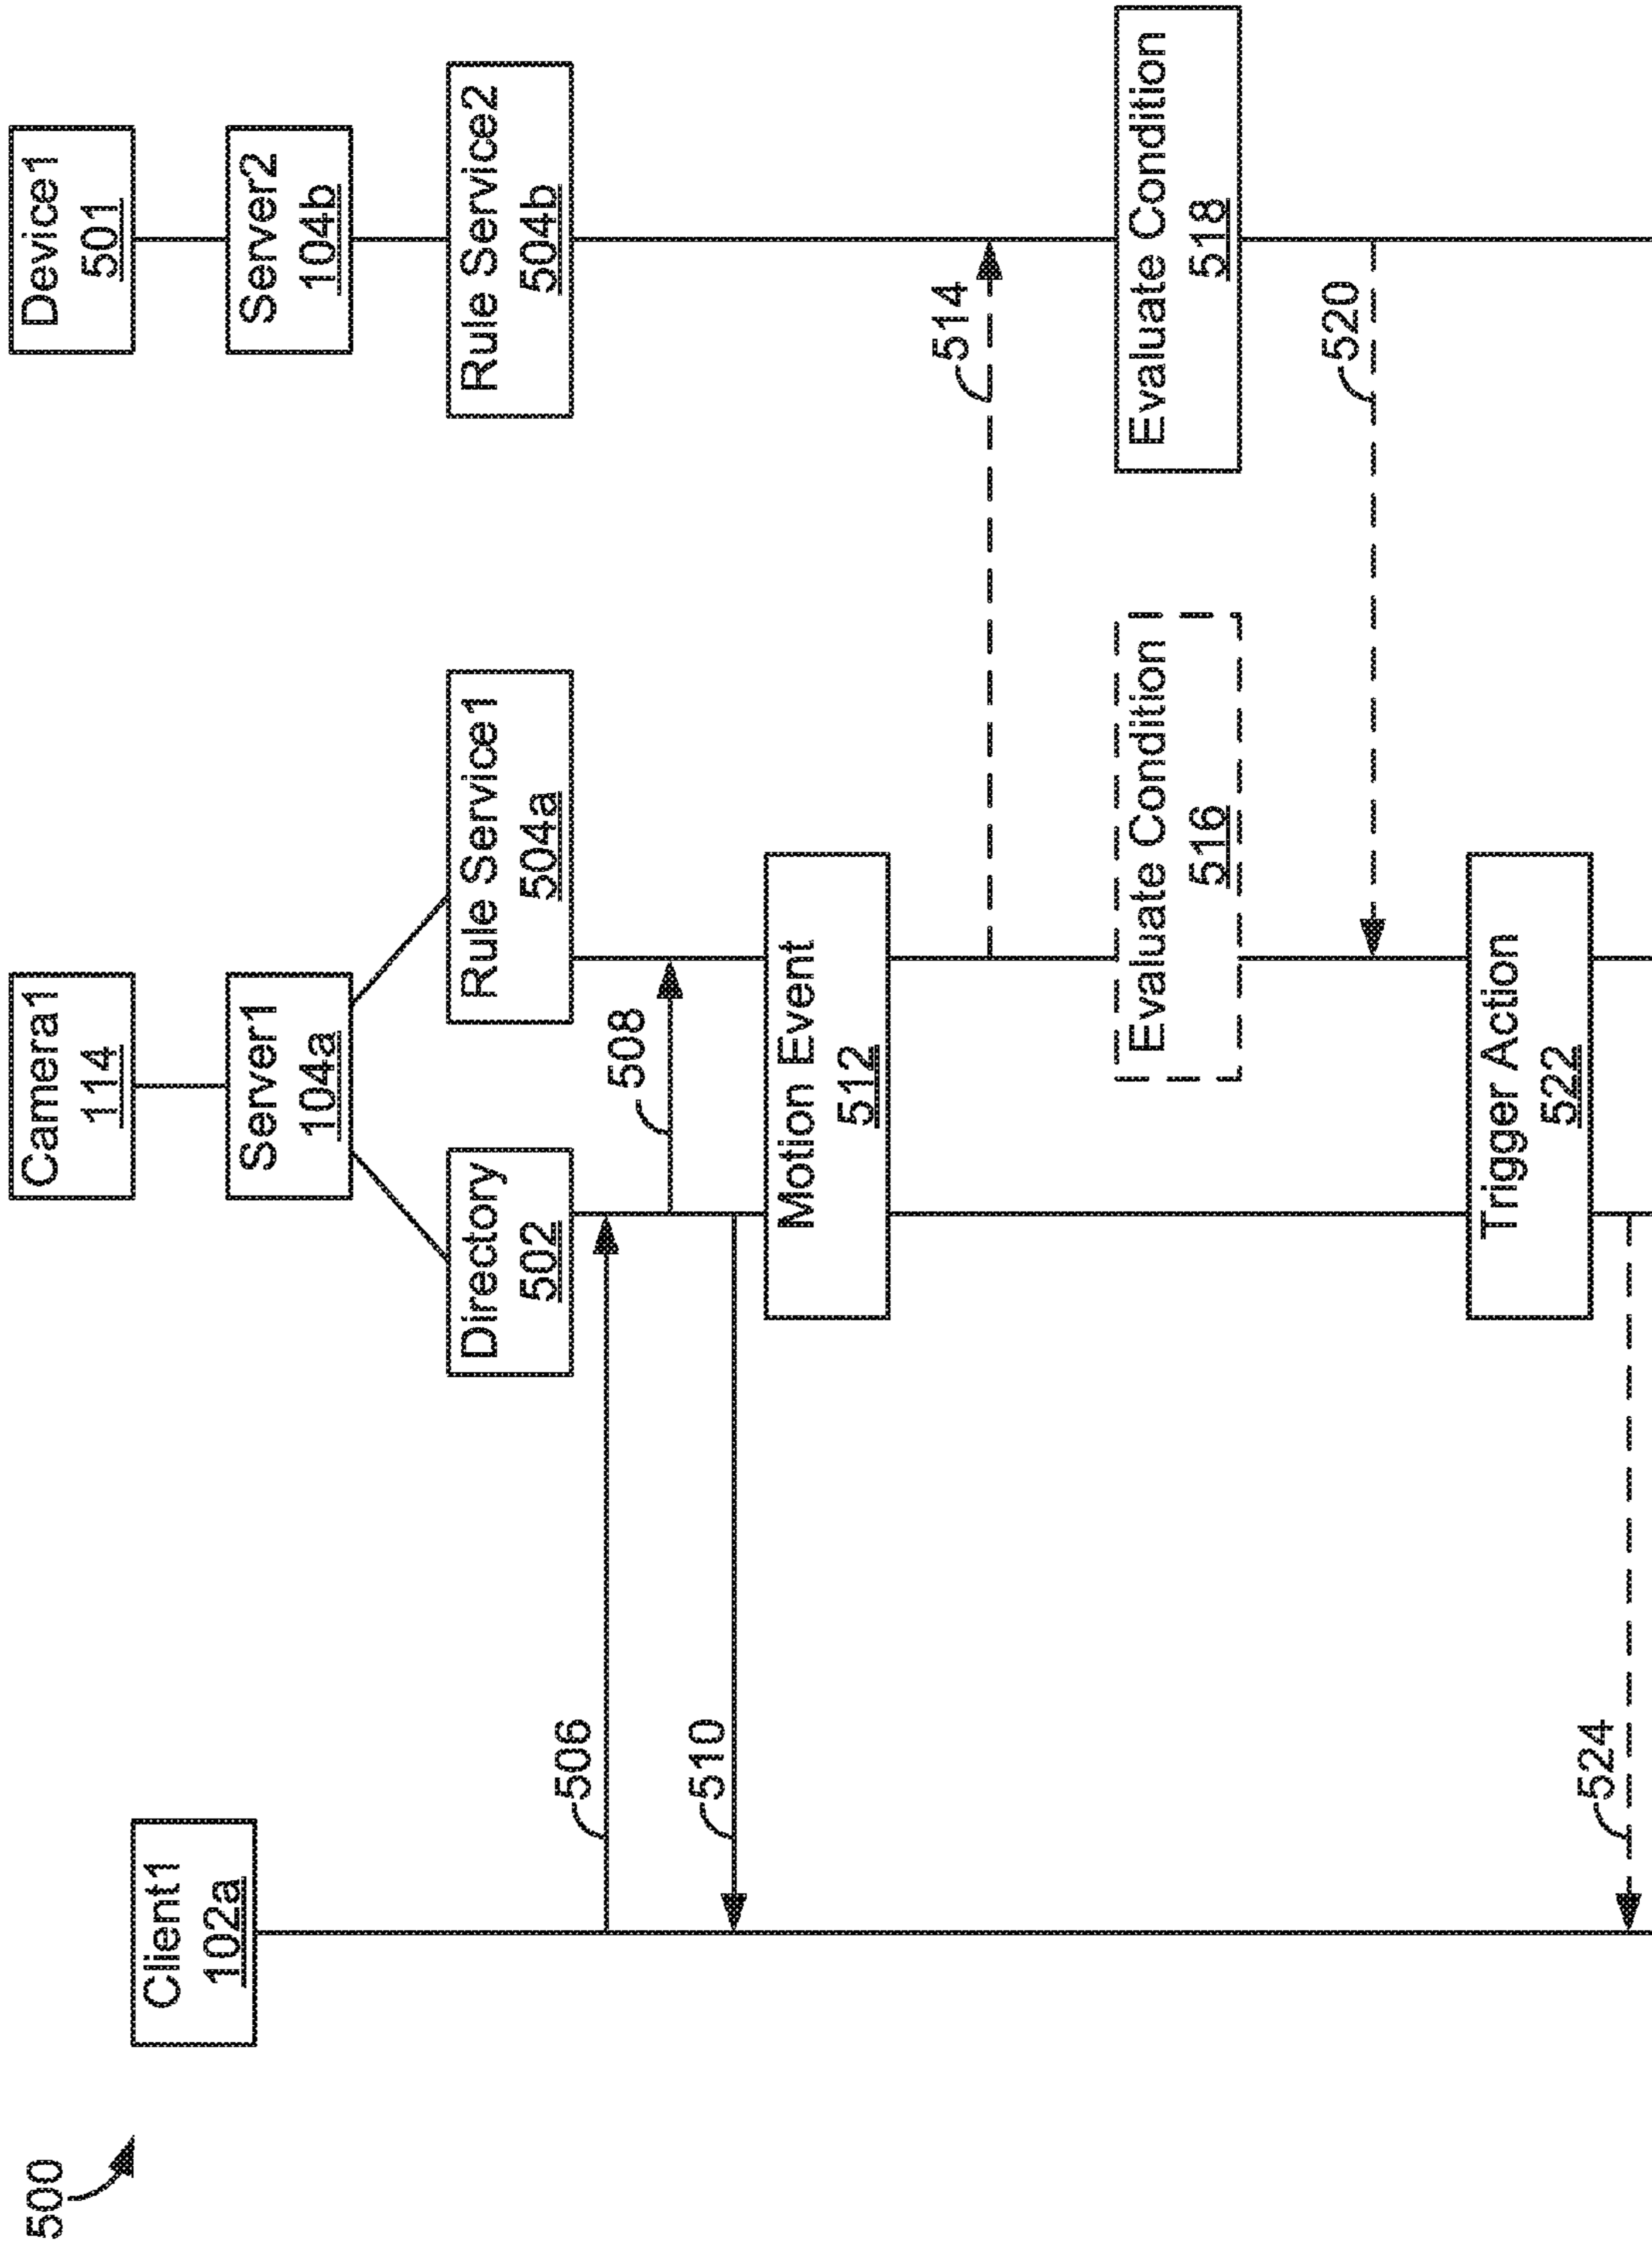 500
Client1
102a
Camera1
114
Device1
501
Server1
104a
Server2
104b
Directory
502
Rule Service1
504a
Rule Service2
504b
506
508
510
Motion Event
512
514
Evaluate Condition
516
Evaluate Condition
518
520
Trigger Action
522
524